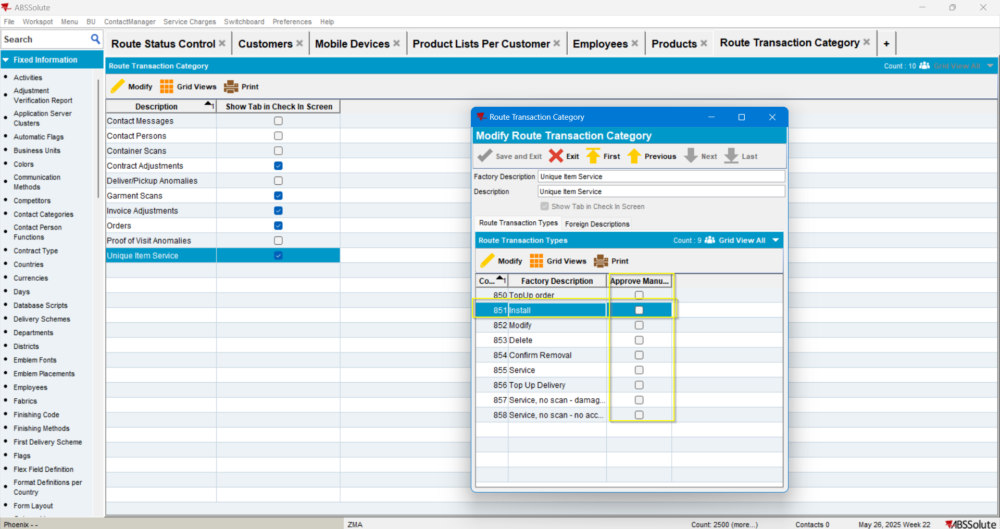 ABSSolute
File Workspot Menu BU ContactManager Service Charges Switchboard Preferences Help
Search
Route Status Control Customers Mobile Devices Product Lists Per Customer Employees Products Route Transaction Category +
Fixed Information
Activities
Adjustment
Verification Report
Application Server
Clusters
Automatic Flags
Business Units
Colors
Communication
Methods
Competitors
Contact Categories
Contact Person
Functions
Contract Type
Countries
Currencies
Days
Database Scripts
Delivery Schemes
Departments
Districts
Emblem Fonts
Emblem Placements
Employees
Fabrics
Finishing Code
Finishing Methods
First Delivery Scheme
Flags
Flex Field Definition
Format Definitions per
Country
Form Layout
Route Transaction Category
Count : 10 Grid View All
Modify Grid Views Print
Description 1 Show Tab in Check In Screen
Contact Messages
Contact Persons
Container Scans
Contract Adjustments
Deliver/Pickup Anomalies
Garment Scans
Invoice Adjustments
Orders
Proof of Visit Anomalies
Unique Item Service
Route Transaction Category
Modify Route Transaction Category
Save and Exit Exit First Previous Next Last
Factory Description Unique Item Service
Description Unique Item Service
Show Tab in Check In Screen
Route Transaction Types Foreign Descriptions
Route Transaction Types Count : 9 Grid View All
Modify Grid Views Print
Co... 1 Factory Description Approve Manu...
850 TopUp order
851 Install
852 Modify
853 Delete
854 Confirm Removal
855 Service
856 Top Up Delivery
857 Service, no scan - damag...
858 Service, no scan - no acc...
Phoenix - - ZMA Count: 2500 (more...) Contacts 0 May 26, 2025 Week 22 ABSSolute